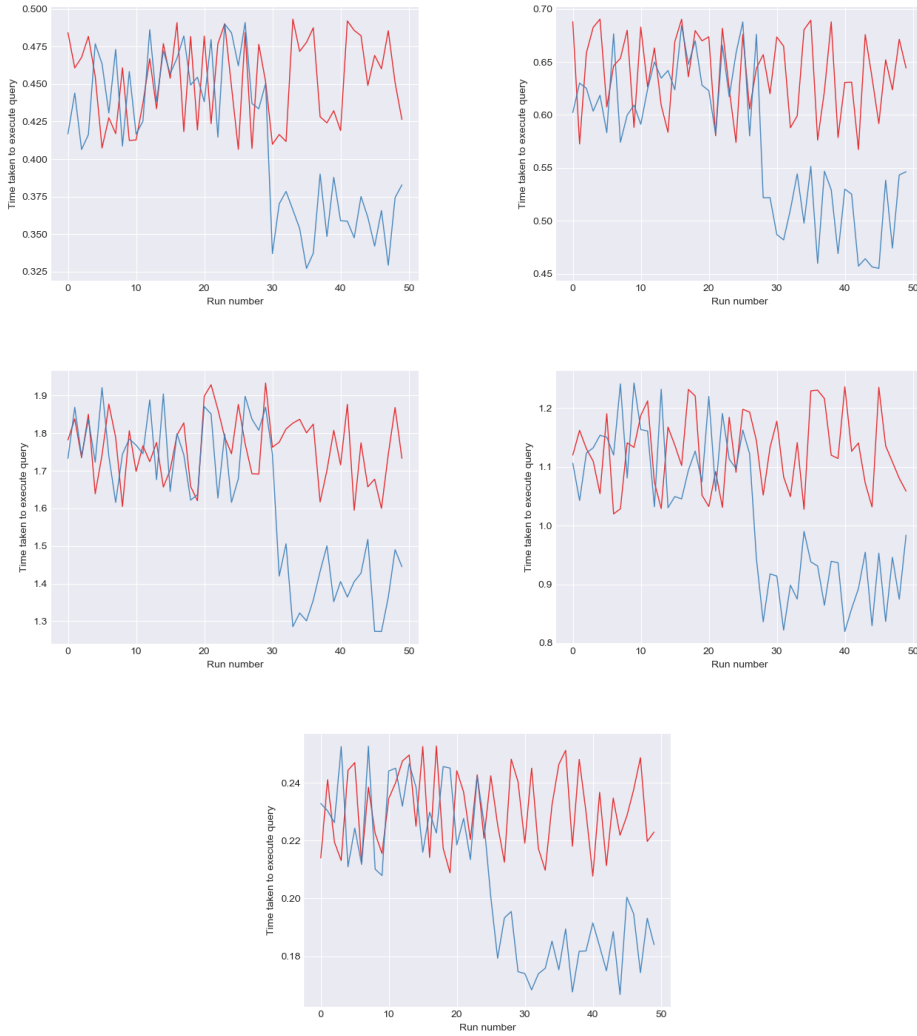 0.500
0.475
0.450
0.425
0.400
0.375
0.350
0.325
Time taken to execute query
0 10 20 30 40 50
Run number
0.70
0.65
0.60
0.55
0.50
0.45
Time taken to execute query
0 10 20 30 40 50
Run number
1.9
1.8
1.7
1.6
1.5
1.4
1.3
Time taken to execute query
0 10 20 30 40 50
Run number
1.2
1.1
1.0
0.9
0.8
Time taken to execute query
0 10 20 30 40 50
Run number
0.24
0.22
0.20
0.18
Time taken to execute query
0 10 20 30 40 50
Run number